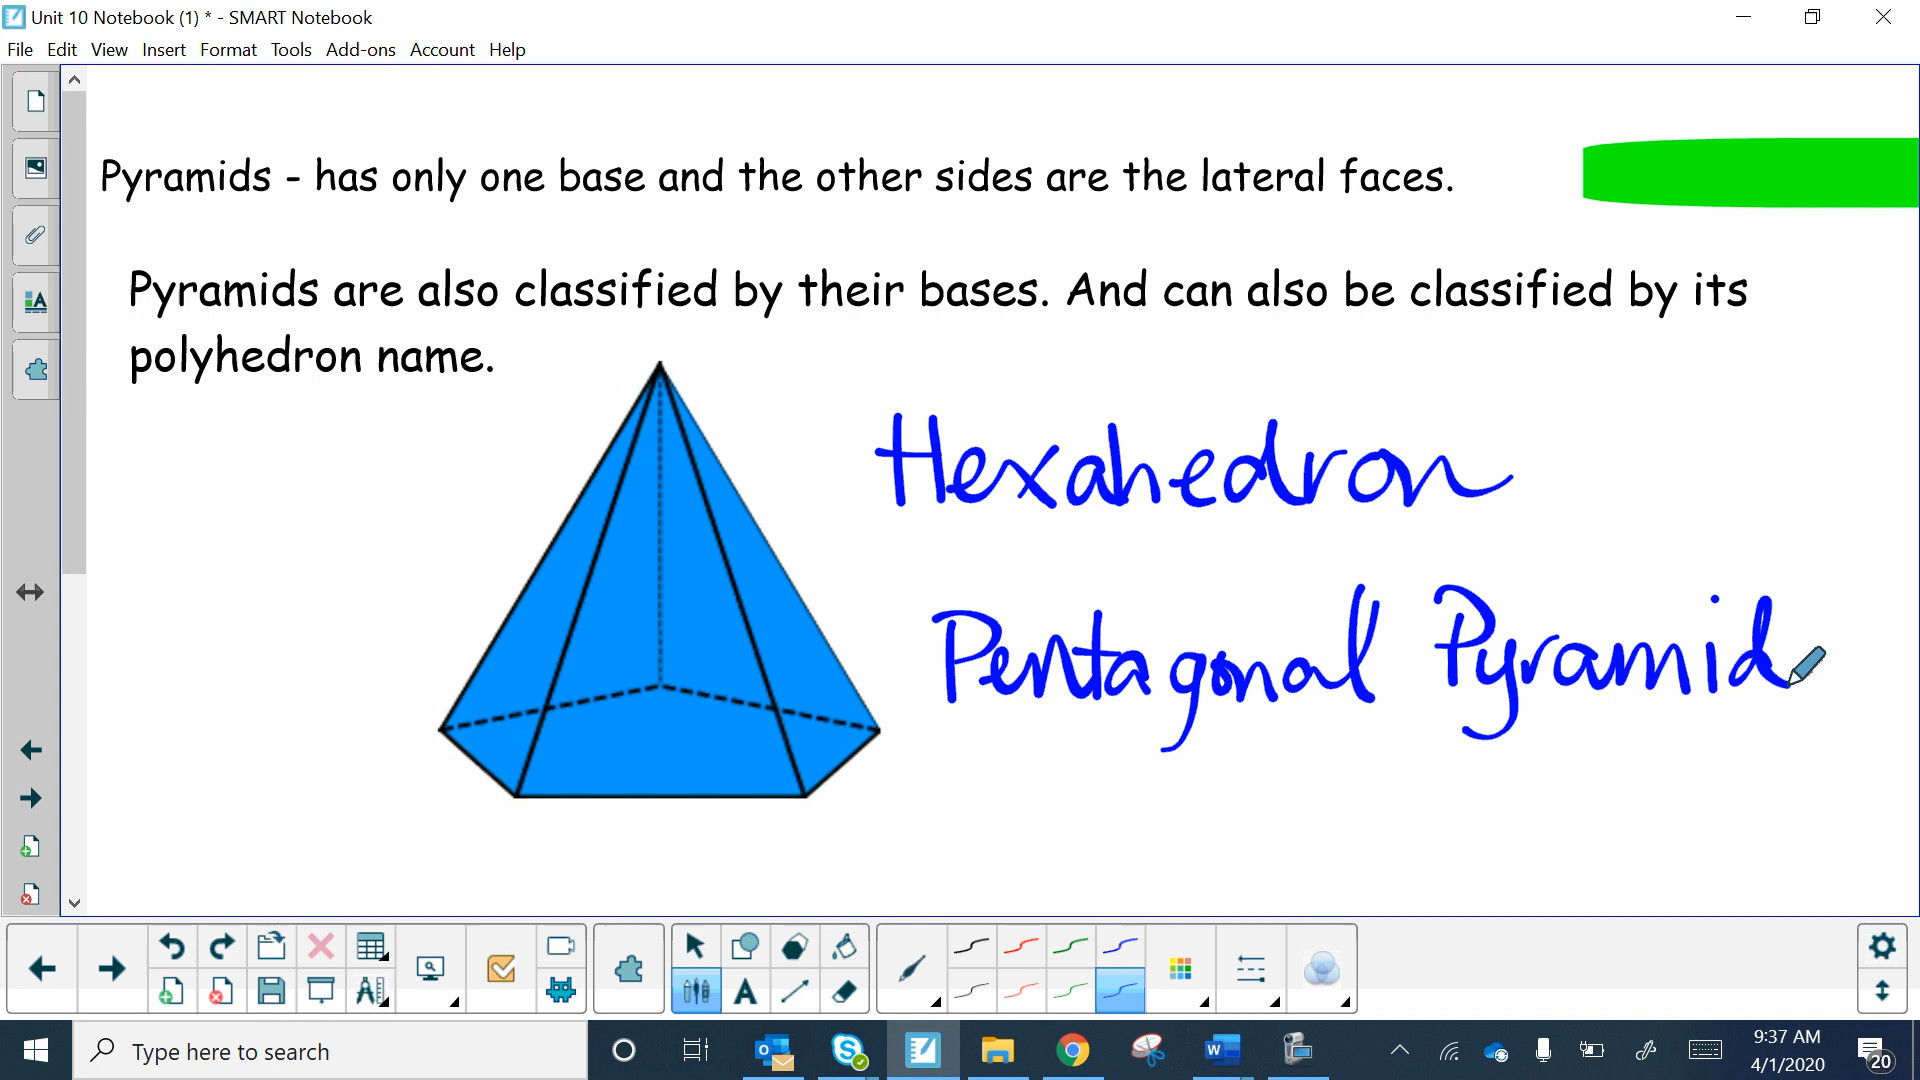 Unit 10 Notebook (1) * - SMART Notebook
File Edit View Insert Format Tools Add-ons Account Help
Pyramids - has only one base and the other sides are the lateral faces.
Pyramids are also classified by their bases. And can also be classified by its
polyhedron name.
Hexahedron
Pentagonal Pyramid
Type here to search
9:37 AM
4/1/2020
20